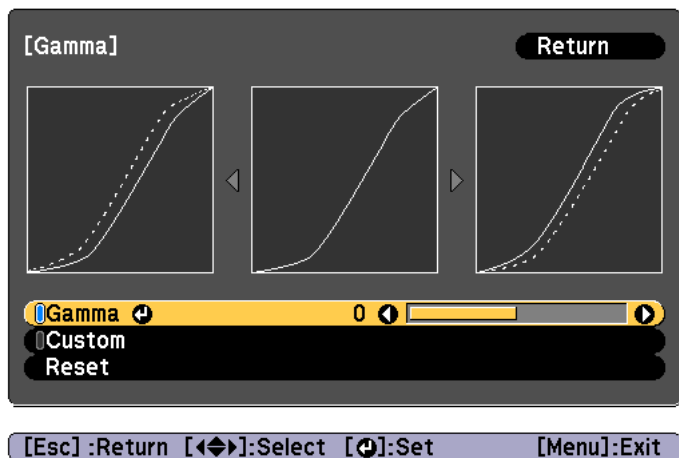 [Gamma]
Return
Gamma 0
Custom
Reset
[Esc] :Return [◀◆▶]:Select [↵]:Set [Menu]:Exit